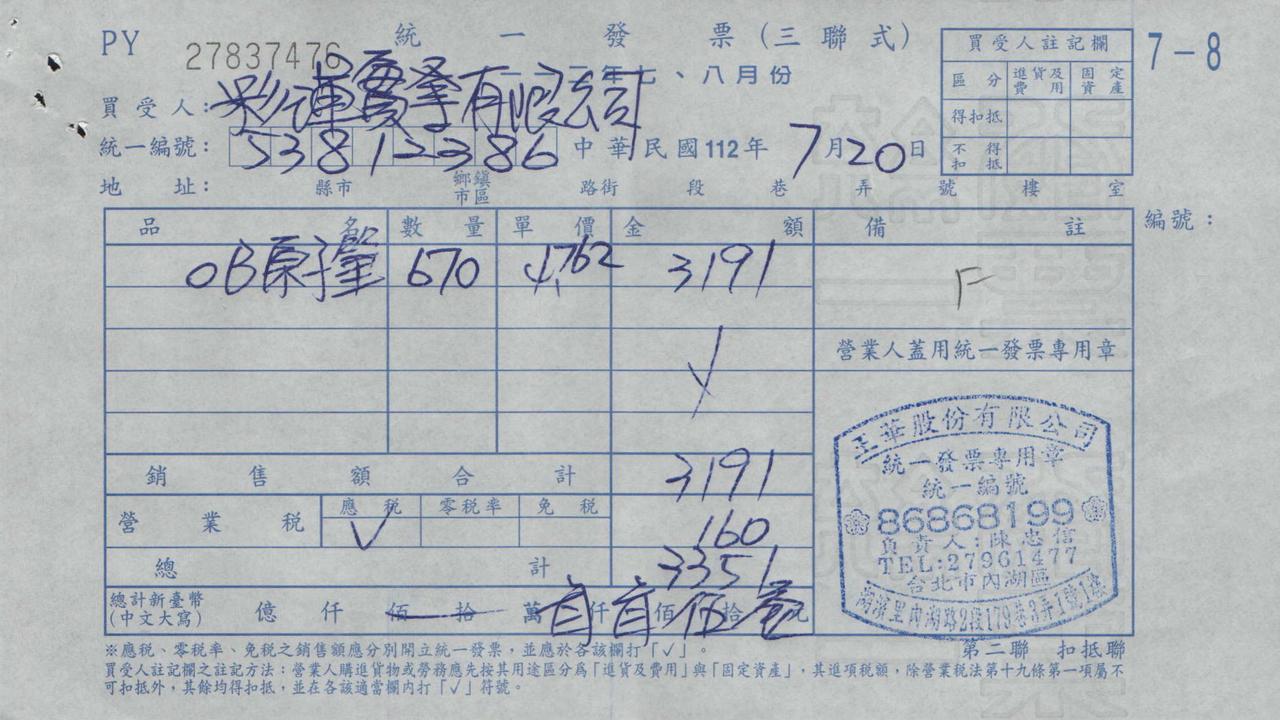 PY 27837476 統一發票(三聯式)
一一二年七、八月份
7-8
買受人註記欄
區分 進貨及費用 固定資產
得扣抵
不得扣抵
買受人:彩運實業有限公司
統一編號:53812386 中華民國112年7月20日
地址: 縣市 鄉鎮市區 路街 段 巷 弄 號 樓 室
品名 數量 單價 金額 備註 編號:
OB原子筆 670 4.762 3191
營業人蓋用統一發票專用章
銷售額合計 3191
營業稅 應稅 零稅率 免稅
V 160
總計 3351
總計新臺幣(中文大寫) 億 仟 佰 拾 萬 仟 佰 拾 元
華股份有限公司
統一發票專用章
統一編號
86868199
負責人:陳忠信
TEL:27961477
台北市內湖區
湖濱里內湖路2段179巷3弄1號1樓
第二聯 扣抵聯
※應稅、零稅率、免稅之銷售額應分別開立統一發票,並應於各該欄打「√」。
買受人註記欄之註記方法:營業人購進貨物或勞務應先按其用途區分為「進貨及費用」與「固定資產」,其進項稅額,除營業稅法第十九條第一項屬不
可扣抵外,其餘均得扣抵,並在各該適當欄內打「√」符號。